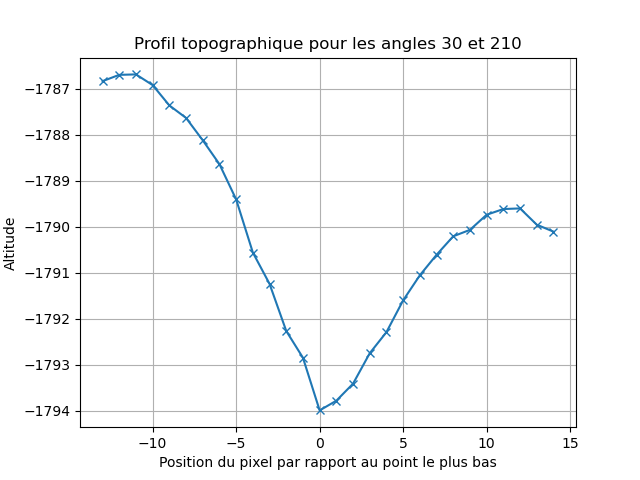 Profil topographique pour les angles 30 et 210
−1787
−1788
−1789
−1790
−1791
−1792
−1793
−1794
Altitude
−10 −5 0 5 10 15
Position du pixel par rapport au point le plus bas